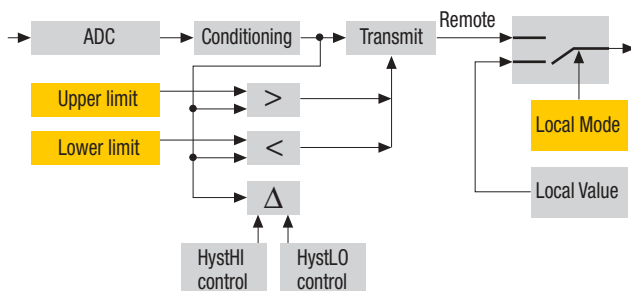 Remote
ADC
Conditioning
Transmit
Upper limit
>
Lower limit
<
Local Mode
Δ
Local Value
HystHI
control
HystLO
control